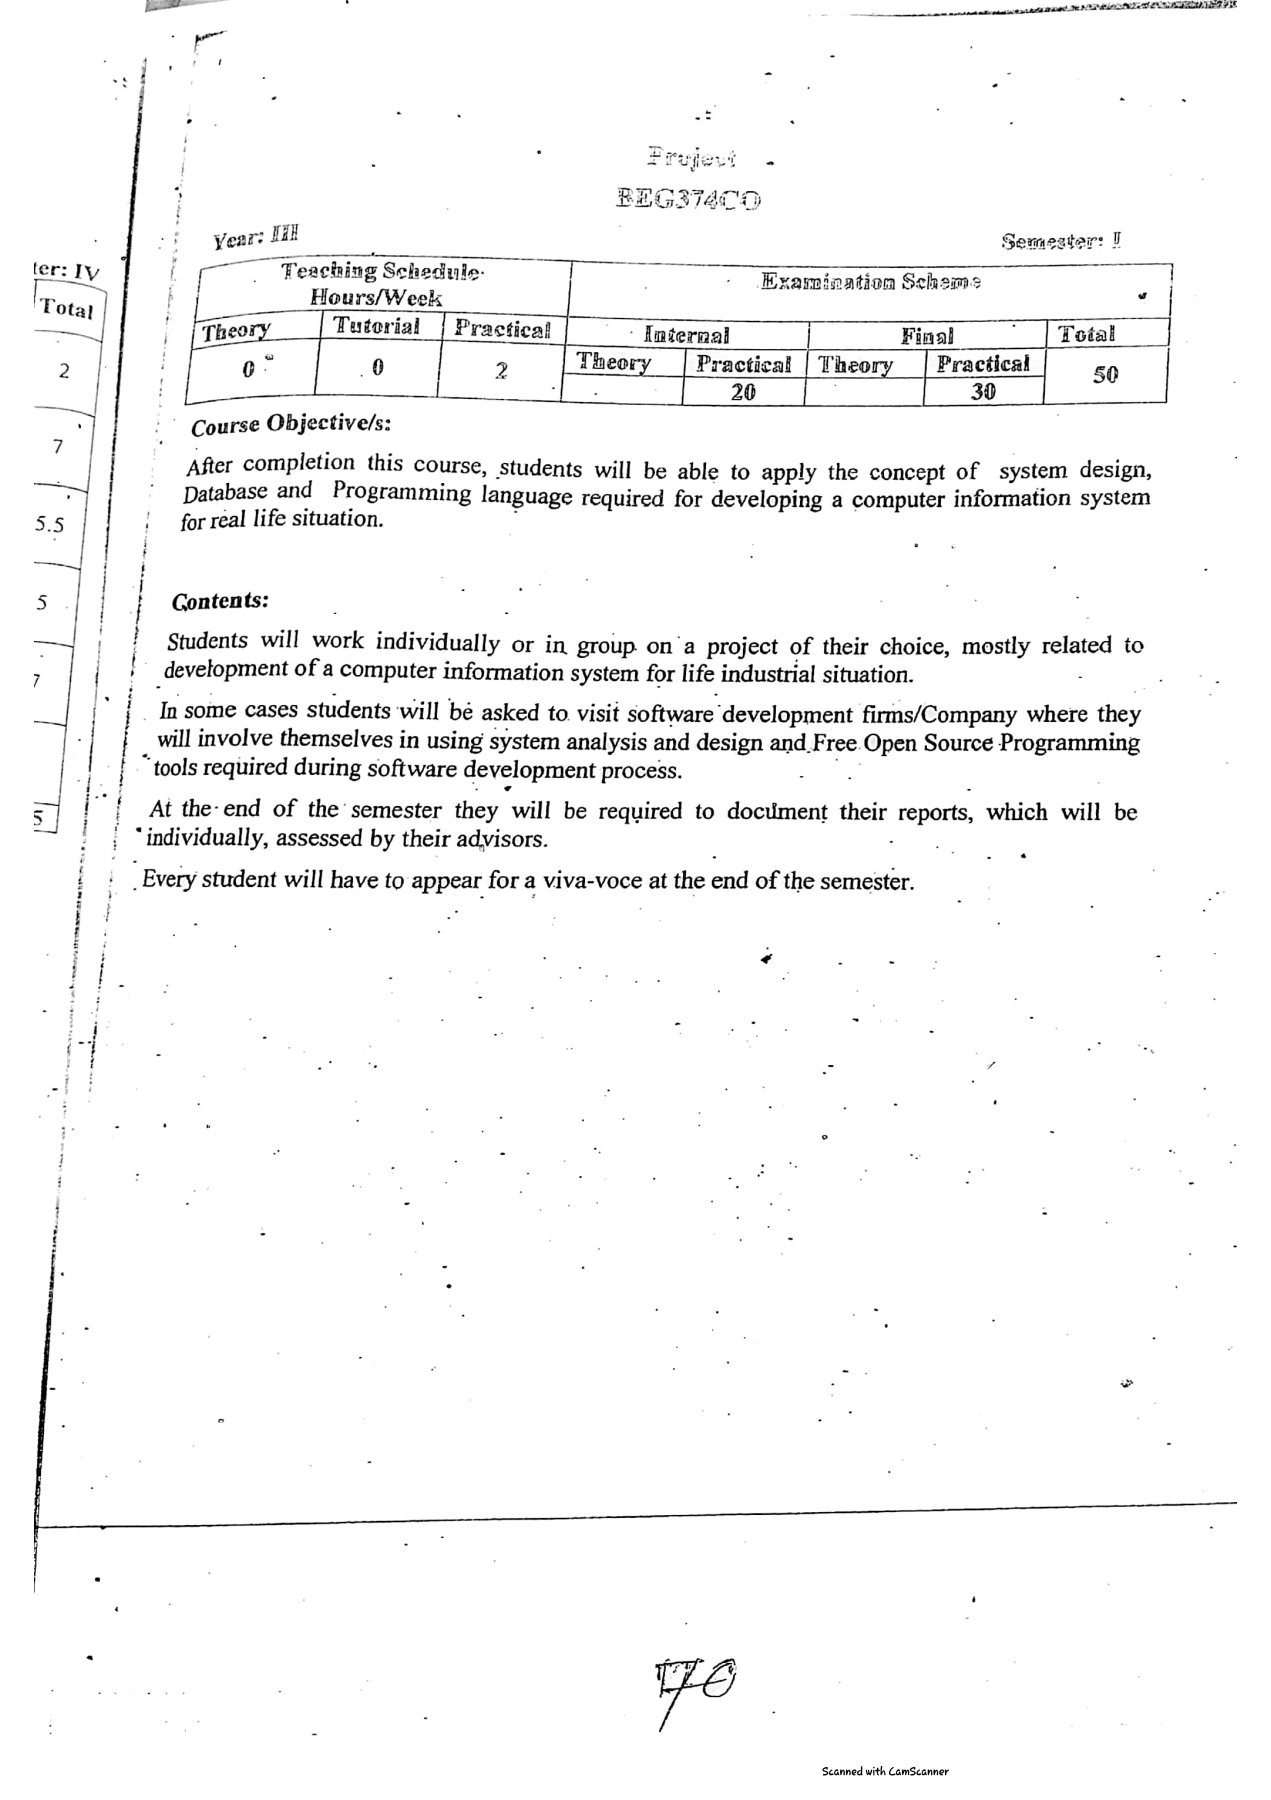 Project
BEG374CO
Year: III
Semester: I
Teaching Schedule
Hours/Week
Examination Scheme
Theory Tutorial Practical Internal Final Total
Theory Practical Theory Practical
0 0 2 50
20 30
Course Objective/s:
After completion this course, students will be able to apply the concept of system design,
Database and Programming language required for developing a computer information system
for real life situation.
Contents:
Students will work individually or in group on a project of their choice, mostly related to
development of a computer information system for life industrial situation.
In some cases students will be asked to visit software development firms/Company where they
will involve themselves in using system analysis and design and Free Open Source Programming
tools required during software development process.
At the end of the semester they will be required to document their reports, which will be
individually, assessed by their advisors.
Every student will have to appear for a viva-voce at the end of the semester.
ter: IV
Total
2
7
5.5
5
7
5
70
Scanned with CamScanner